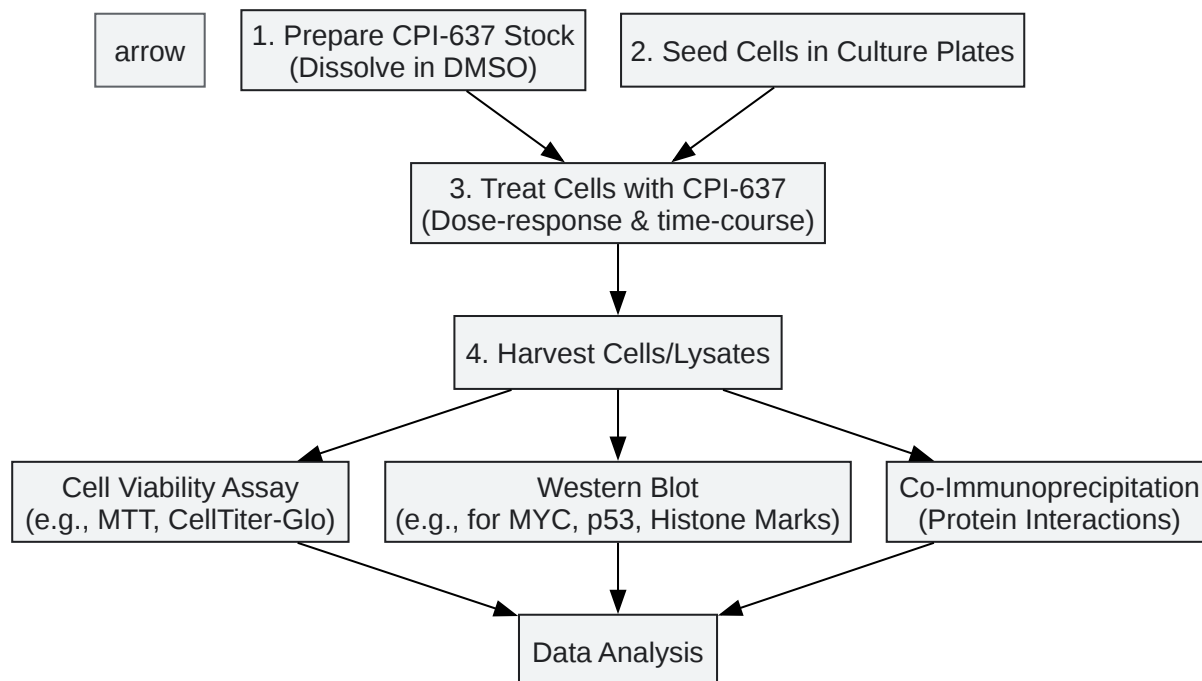 arrow
1. Prepare CPI-637 Stock
(Dissolve in DMSO)
2. Seed Cells in Culture Plates
3. Treat Cells with CPI-637
(Dose-response & time-course)
4. Harvest Cells/Lysates
Cell Viability Assay
(e.g., MTT, CellTiter-Glo)
Western Blot
(e.g., for MYC, p53, Histone Marks)
Co-Immunoprecipitation
(Protein Interactions)
Data Analysis